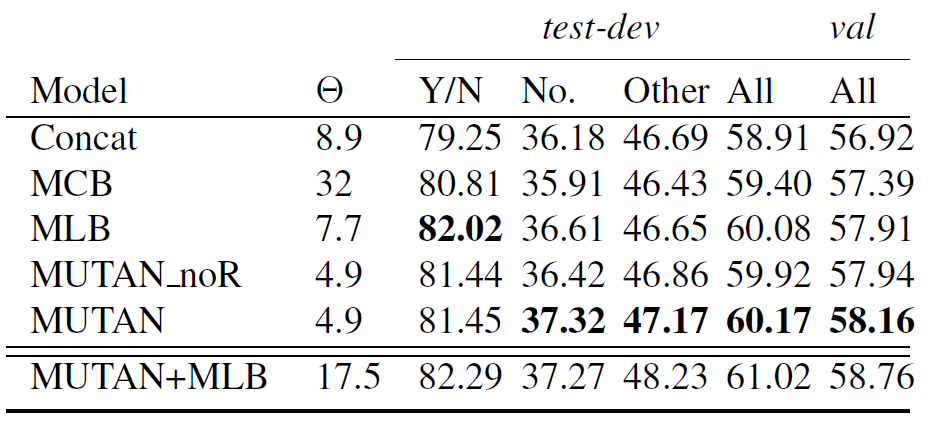 test-dev val
Model Θ Y/N No. Other All All
Concat 8.9 79.25 36.18 46.69 58.91 56.92
MCB 32 80.81 35.91 46.43 59.40 57.39
MLB 7.7 82.02 36.61 46.65 60.08 57.91
MUTAN_noR 4.9 81.44 36.42 46.86 59.92 57.94
MUTAN 4.9 81.45 37.32 47.17 60.17 58.16
MUTAN+MLB 17.5 82.29 37.27 48.23 61.02 58.76